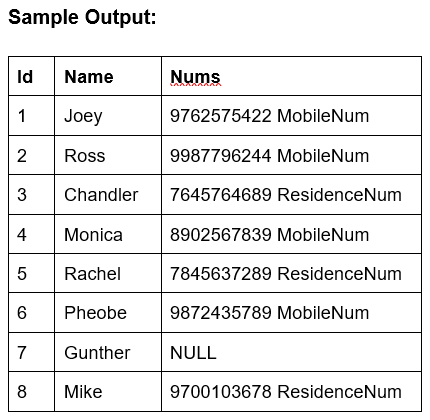 Sample Output:
Id Name Nums
1 Joey 9762575422 MobileNum
2 Ross 9987796244 MobileNum
3 Chandler 7645764689 ResidenceNum
4 Monica 8902567839 MobileNum
5 Rachel 7845637289 ResidenceNum
6 Pheobe 9872435789 MobileNum
7 Gunther NULL
8 Mike 9700103678 ResidenceNum